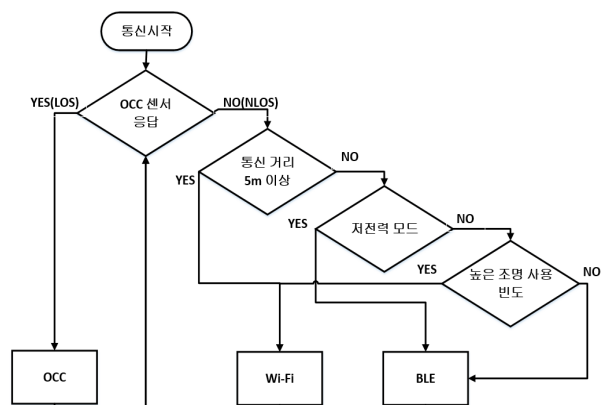 통신시작
YES(LOS)
OCC 센서
응답
NO(NLOS)
통신 거리
5m 이상
YES
NO
저전력 모드
YES
NO
높은 조명 사용
빈도
YES
NO
OCC
Wi-Fi
BLE